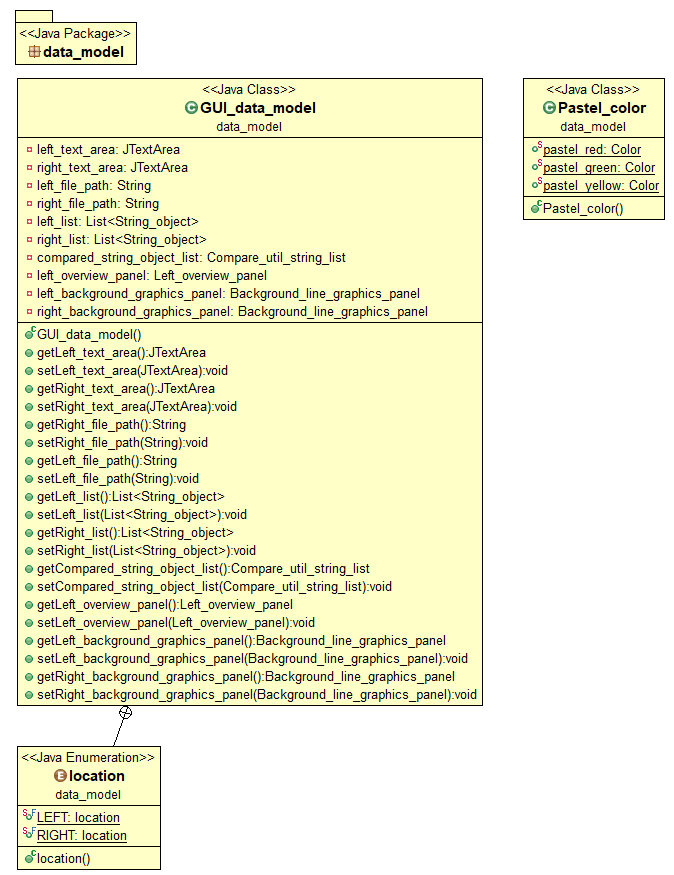 <<Java Package>>
data_model
<<Java Class>>
GUI_data_model
data_model
left_text_area: JTextArea
right_text_area: JTextArea
left_file_path: String
right_file_path: String
left_list: List<String_object>
right_list: List<String_object>
compared_string_object_list: Compare_util_string_list
left_overview_panel: Left_overview_panel
left_background_graphics_panel: Background_line_graphics_panel
right_background_graphics_panel: Background_line_graphics_panel
GUI_data_model()
getLeft_text_area():JTextArea
setLeft_text_area(JTextArea):void
getRight_text_area():JTextArea
setRight_text_area(JTextArea):void
getRight_file_path():String
setRight_file_path(String):void
getLeft_file_path():String
setLeft_file_path(String):void
getLeft_list():List<String_object>
setLeft_list(List<String_object>):void
getRight_list():List<String_object>
setRight_list(List<String_object>):void
getCompared_string_object_list():Compare_util_string_list
setCompared_string_object_list(Compare_util_string_list):void
getLeft_overview_panel():Left_overview_panel
setLeft_overview_panel(Left_overview_panel):void
getLeft_background_graphics_panel():Background_line_graphics_panel
setLeft_background_graphics_panel(Background_line_graphics_panel):void
getRight_background_graphics_panel():Background_line_graphics_panel
setRight_background_graphics_panel(Background_line_graphics_panel):void
<<Java Class>>
Pastel_color
data_model
pastel_red: Color
pastel_green: Color
pastel_yellow: Color
Pastel_color()
<<Java Enumeration>>
location
data_model
LEFT: location
RIGHT: location
location()